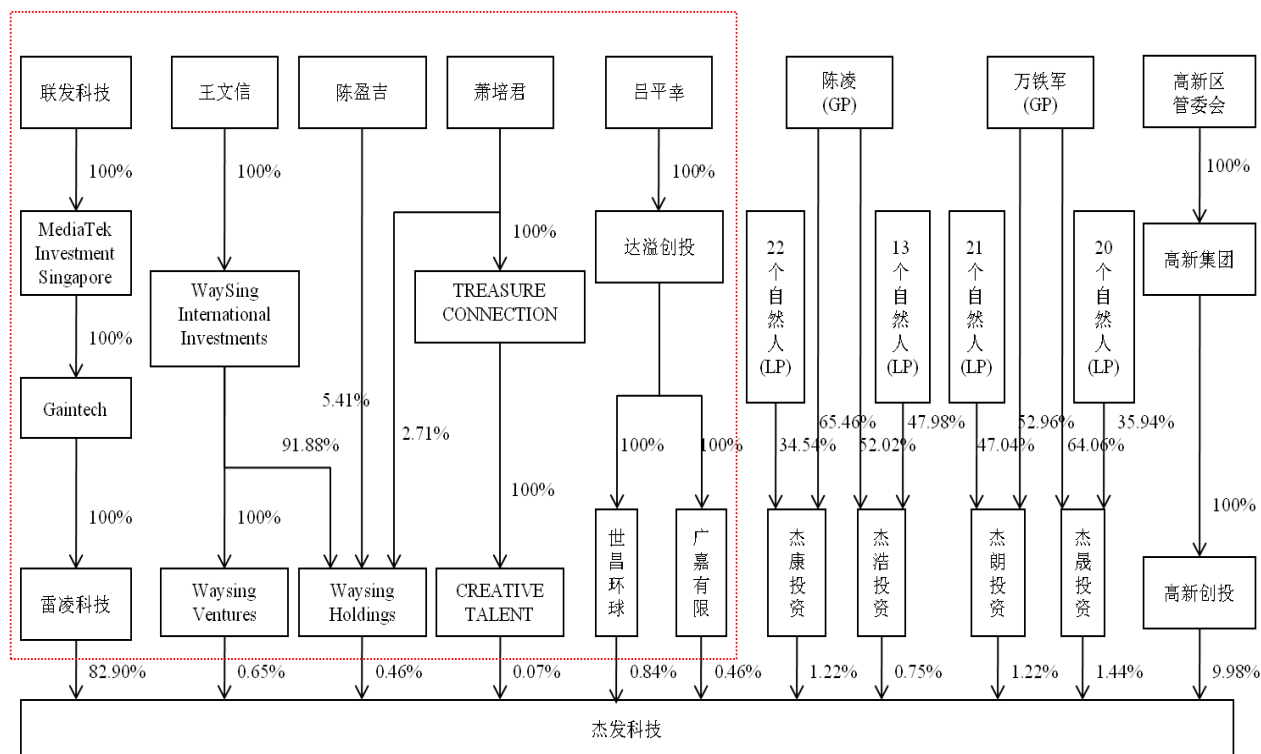 联发科技
王文信
陈盈吉
萧培君
吕平幸
陈凌
(GP)
万铁军
(GP)
高新区
管委会
100%
100%
100%
100%
MediaTek
Investment
Singapore
100%
达溢创投
22
个
自
然
人
(LP)
13
个
自
然
人
(LP)
21
个
自
然
人
(LP)
20
个
自
然
人
(LP)
高新集团
WaySing
International
Investments
TREASURE
CONNECTION
100%
Gaintech
5.41%
91.88%
2.71%
100%
100%
34.54%
65.46%
52.02%
47.98%
47.04%
52.96%
64.06%
35.94%
100%
100%
100%
100%
雷凌科技
Waysing
Ventures
Waysing
Holdings
CREATIVE
TALENT
世
昌
环
球
广
嘉
有
限
杰
康
投
资
杰
浩
投
资
杰
朗
投
资
杰
晟
投
资
高新创投
82.90%
0.65%
0.46%
0.07%
0.84%
0.46%
1.22%
0.75%
1.22%
1.44%
9.98%
杰发科技